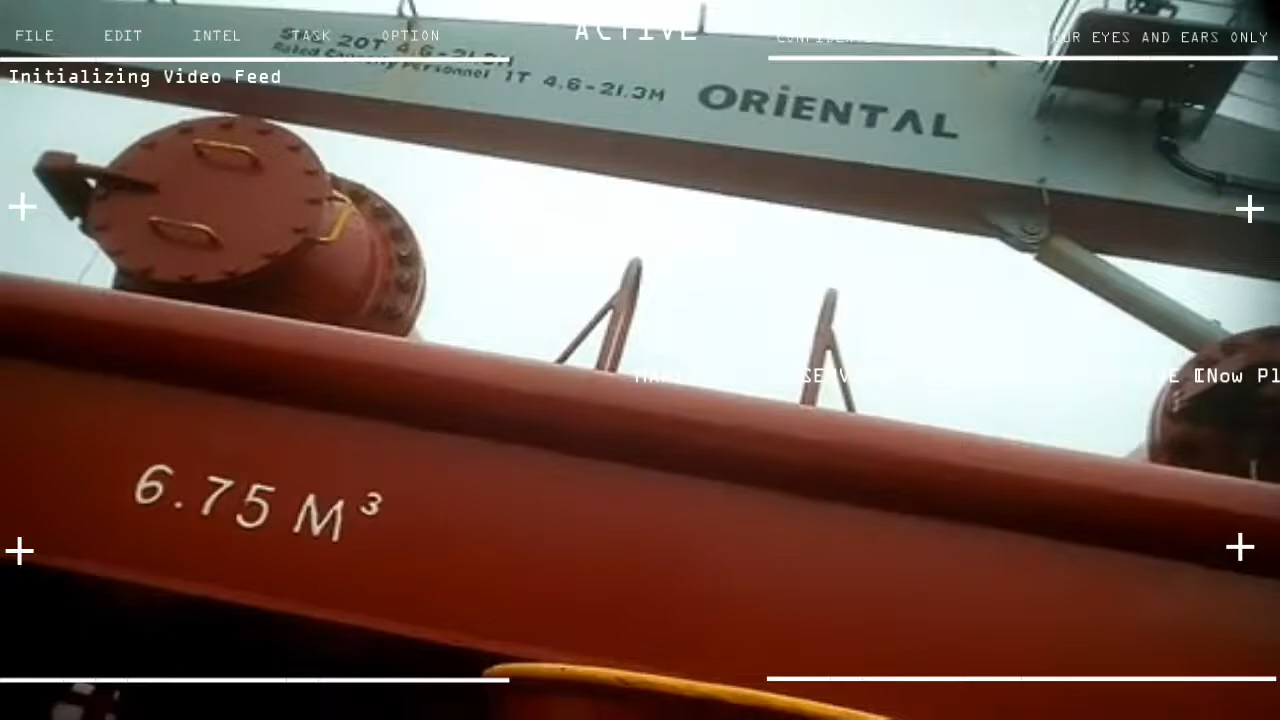 FILE EDIT INTEL TASK OPTION
ACTIVE
EYES AND EARS ONLY
Initializing Video Feed
20T 4.6-21.3M
Rated Personnel 1T 4.6-21.3M
ORiENTAL
[Now Pl
6.75 M³